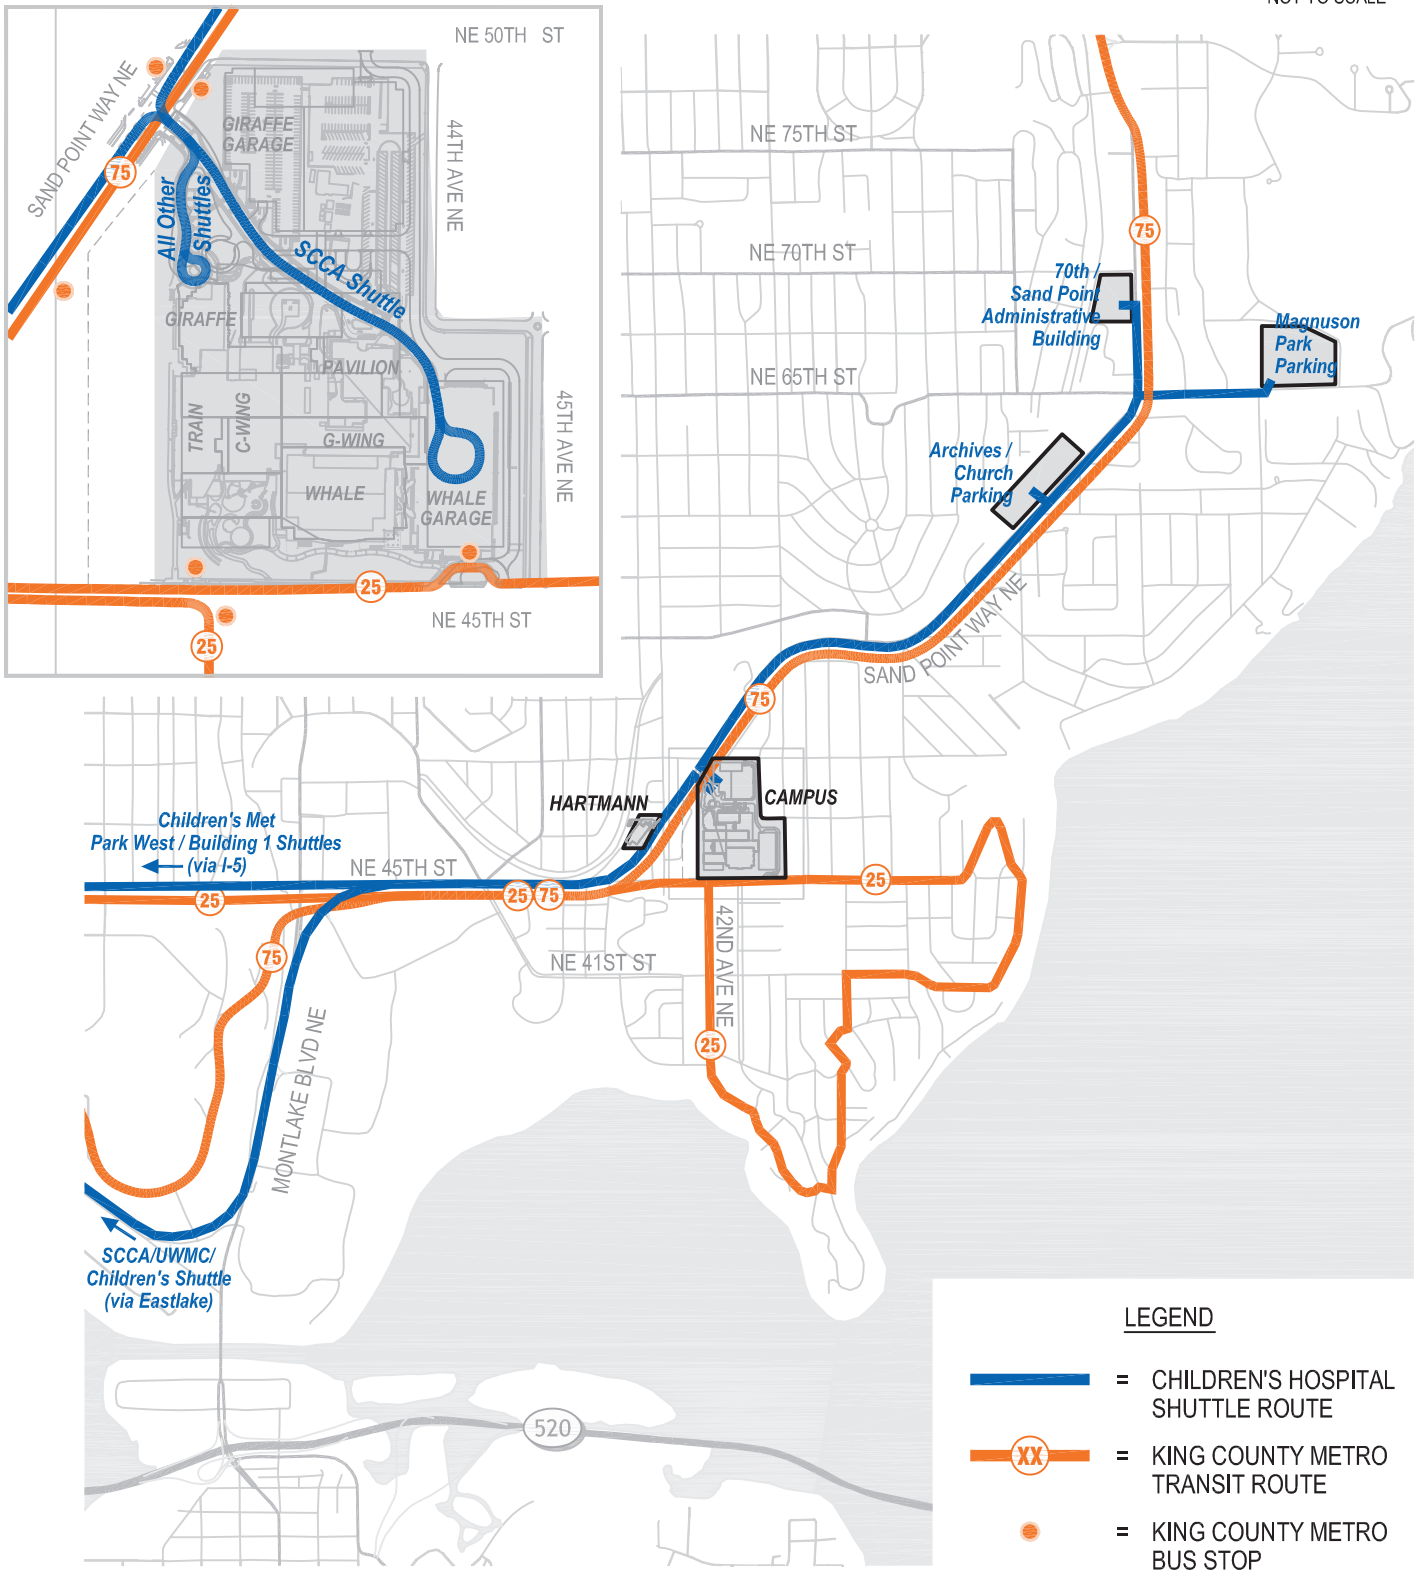 NOT TO SCALE
NE 50TH ST
SAND POINT WAY NE
44TH AVE NE
GIRAFFE
GARAGE
75
All Other
Shuttles
SCCA Shuttle
GIRAFFE
PAVILION
TRAIN
C-WING
G-WING
45TH AVE NE
WHALE
WHALE
GARAGE
25
NE 45TH ST
25
NE 75TH ST
75
NE 70TH ST
70th /
Sand Point
Administrative
Building
Magnuson
Park
Parking
NE 65TH ST
Archives /
Church
Parking
SAND POINT WAY NE
75
HARTMANN
CAMPUS
Children's Met
Park West / Building 1 Shuttles
(via I-5)
NE 45TH ST
25
25
75
25
75
42ND AVE NE
NE 41ST ST
MONTLAKE BLVD NE
25
SCCA/UWMC/
Children's Shuttle
(via Eastlake)
520
LEGEND
= CHILDREN'S HOSPITAL
SHUTTLE ROUTE
XX = KING COUNTY METRO
TRANSIT ROUTE
= KING COUNTY METRO
BUS STOP